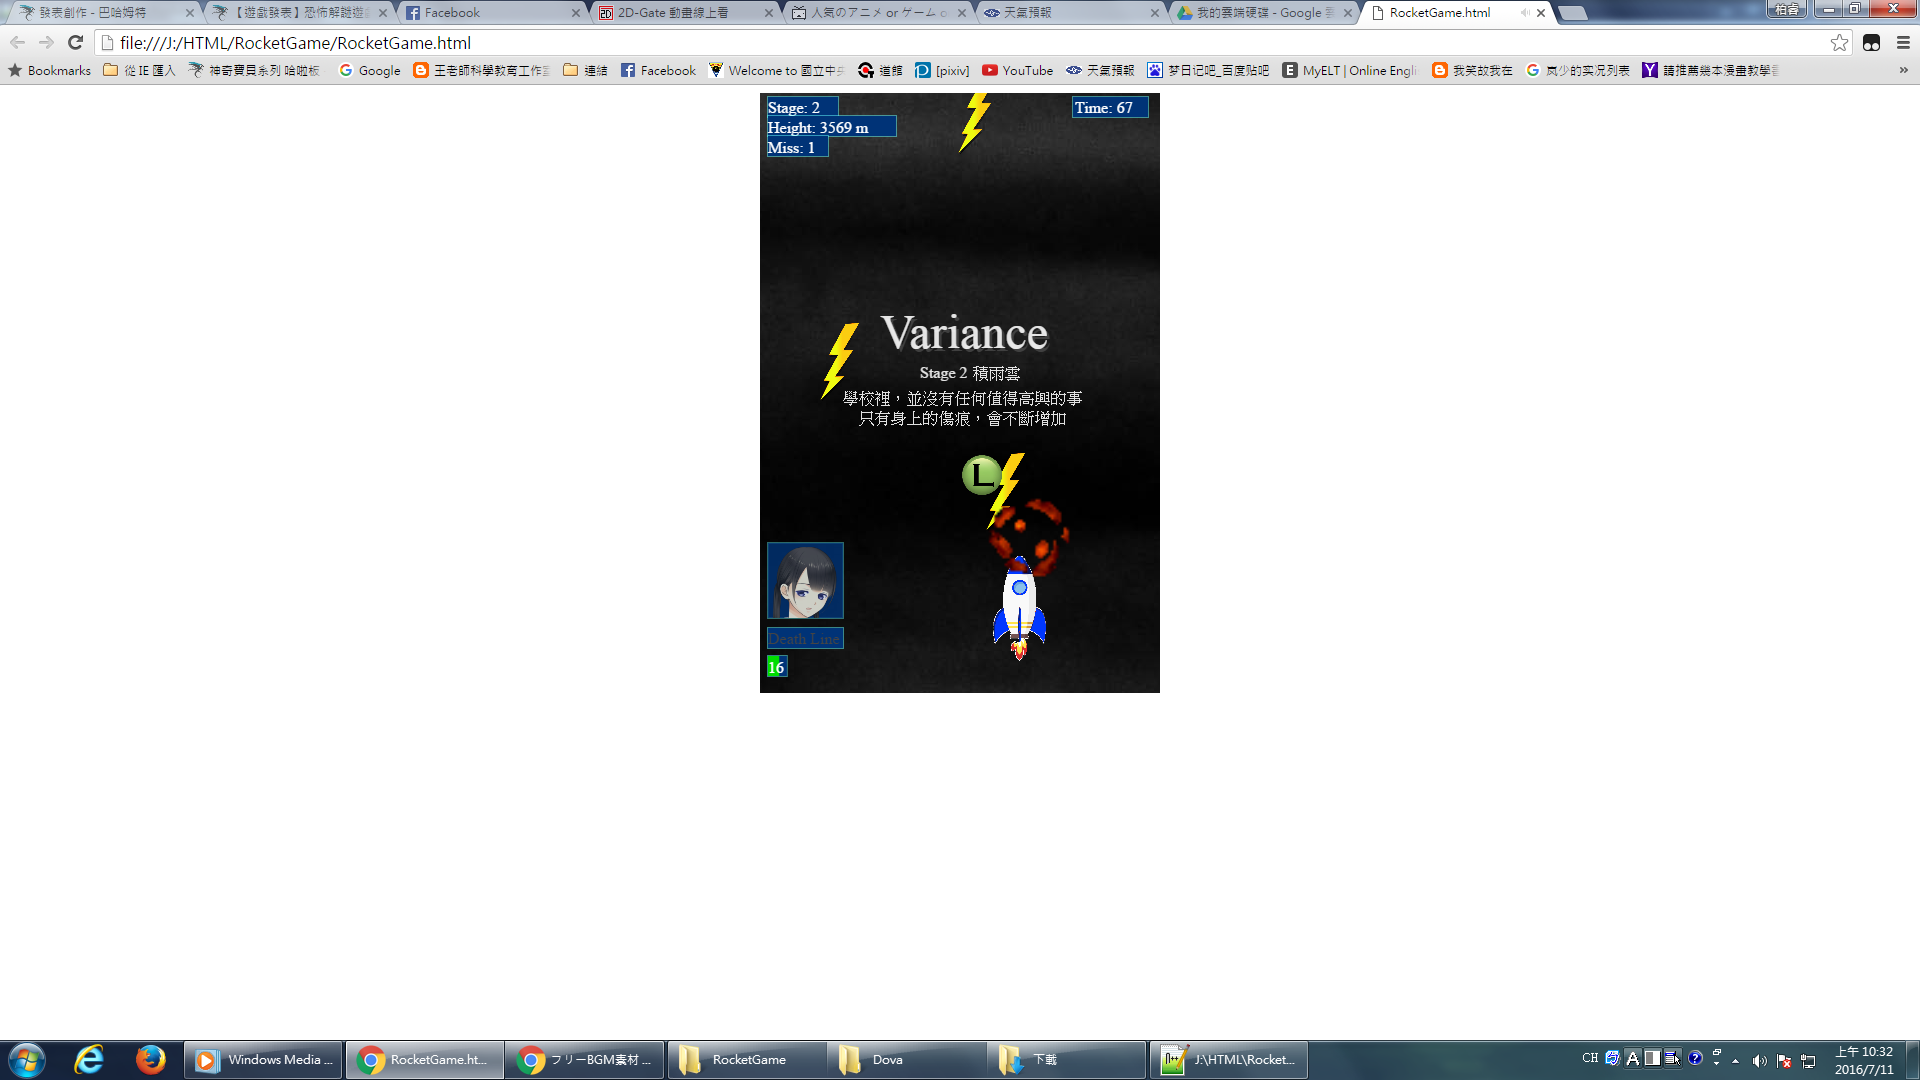 發表創作 - 巴哈姆特
【遊戲發表】恐怖解謎遊
Facebook
2D-Gate 動畫線上看
人気のアニメ or ゲーム
天氣預報
我的雲端硬碟 - Google
RocketGame.html
柏睿
file:///J:/HTML/RocketGame/RocketGame.html
Bookmarks
從 IE 匯入
神奇寶貝系列 哈啦板
Google
王老師科學教育工作
連結
Facebook
Welcome to 國立中
道館
[pixiv]
YouTube
天氣預報
梦日记吧_百度贴吧
MyELT | Online Engli
我笑故我在
岚少的实况列表
請推薦幾本漫畫教學
Stage: 2
Height: 3569 m
Miss: 1
Time: 67
Variance
Stage 2 積雨雲
學校裡，並沒有任何值得高興的事
只有身上的傷痕，會不斷增加
L
Death Line
16
Windows Media ...
RocketGame.ht...
フリーBGM素材 ...
RocketGame
Dova
下載
J:\HTML\Rocket...
CH
A
上午 10:32
2016/7/11